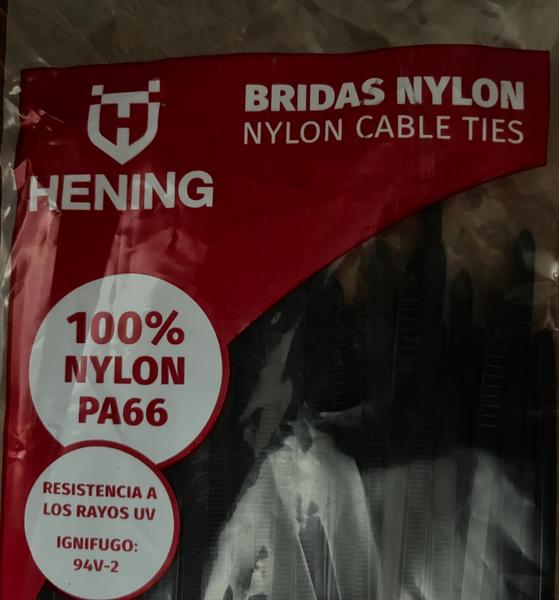 BRIDAS NYLON
NYLON CABLE TIES
HENING
100%
NYLON
PA66
RESISTENCIA A
LOS RAYOS UV
IGNIFUGO:
94V-2